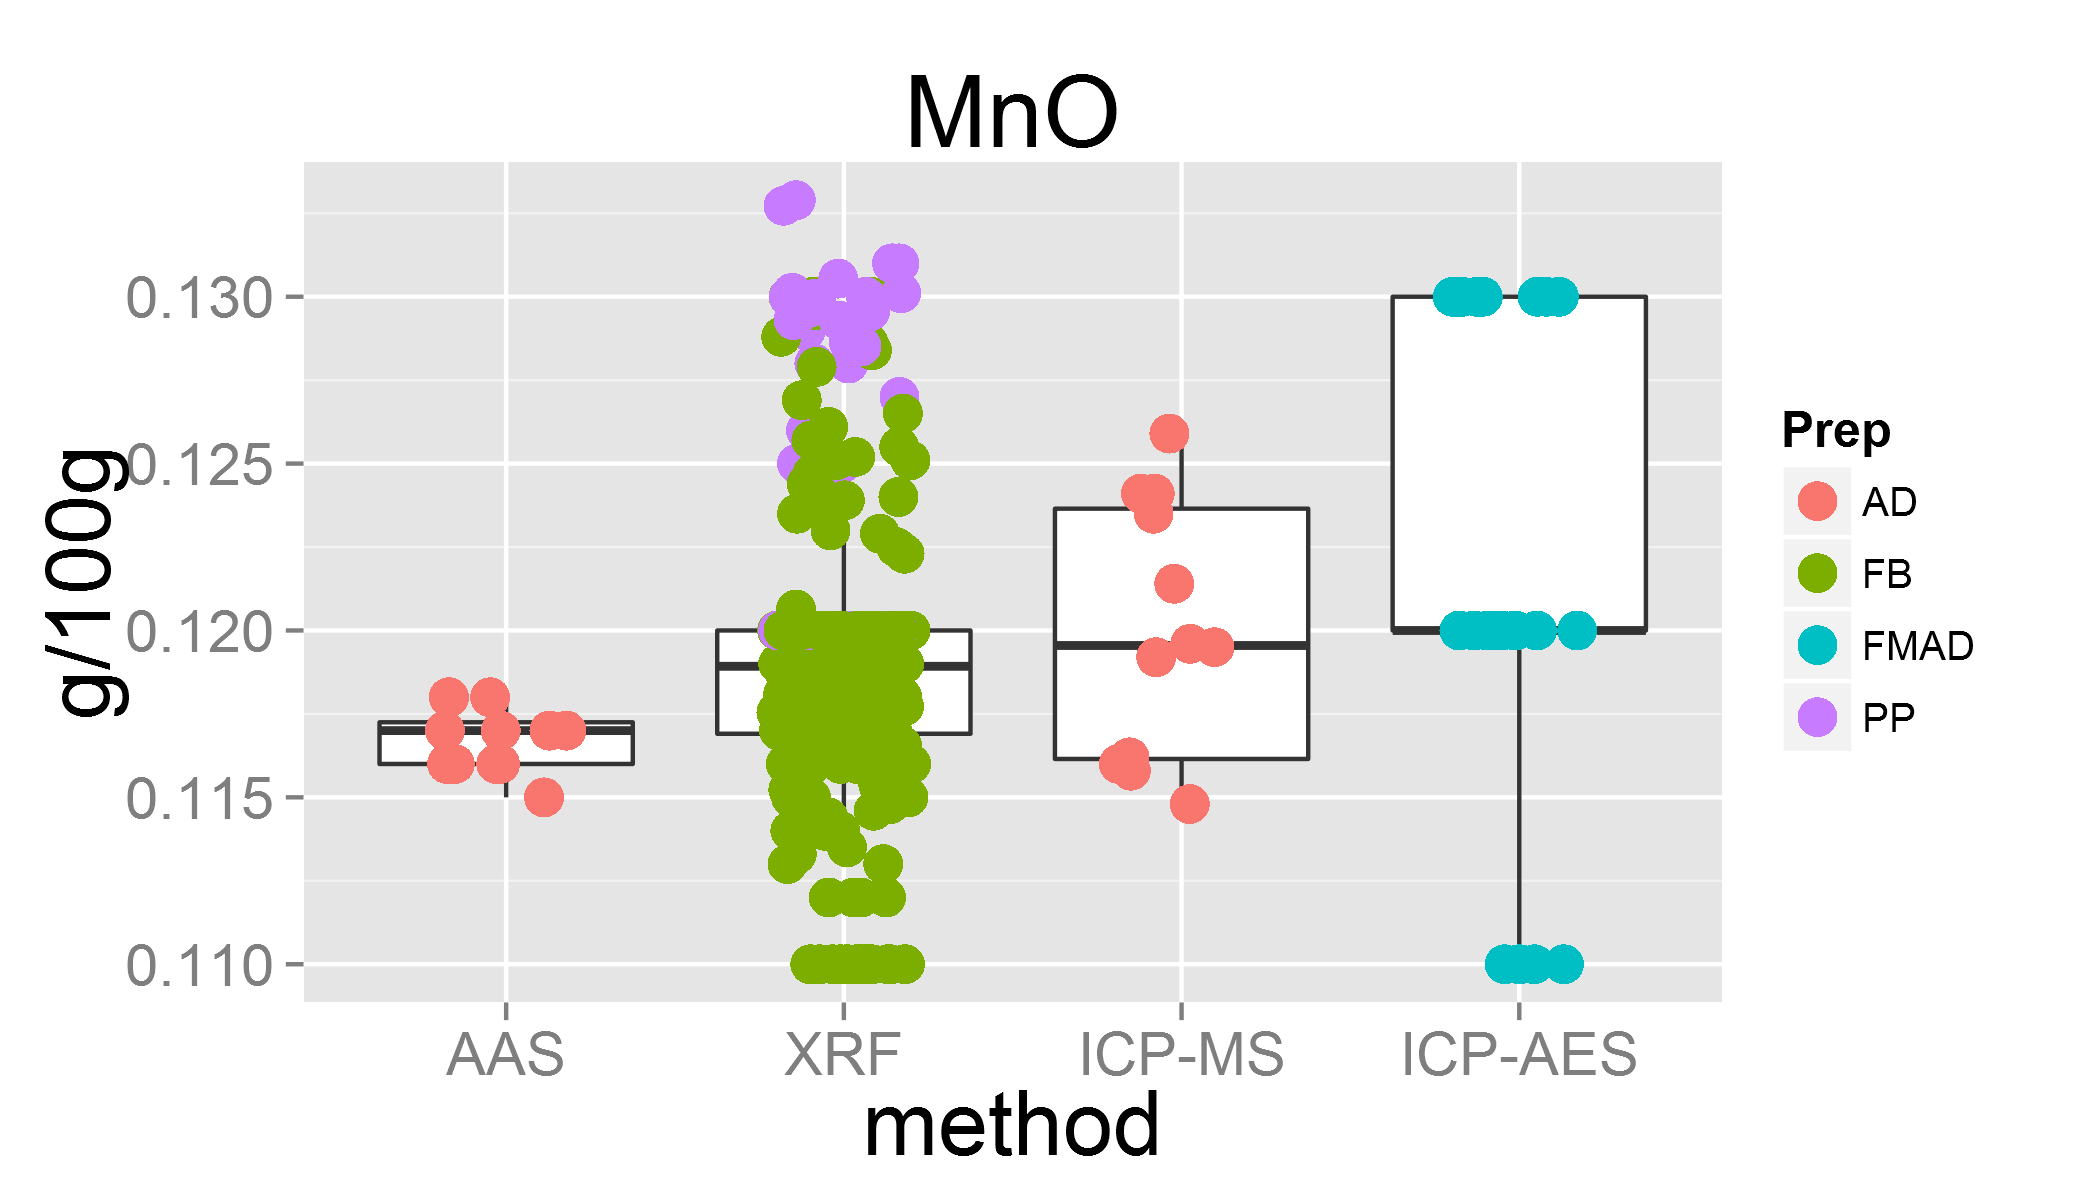 MnO
g/100g
0.130
0.125
0.120
0.1115
0.110
AAS
XRF
ICP-MS
ICP-AES
method
Prep
AD
FB
FMAD
PP